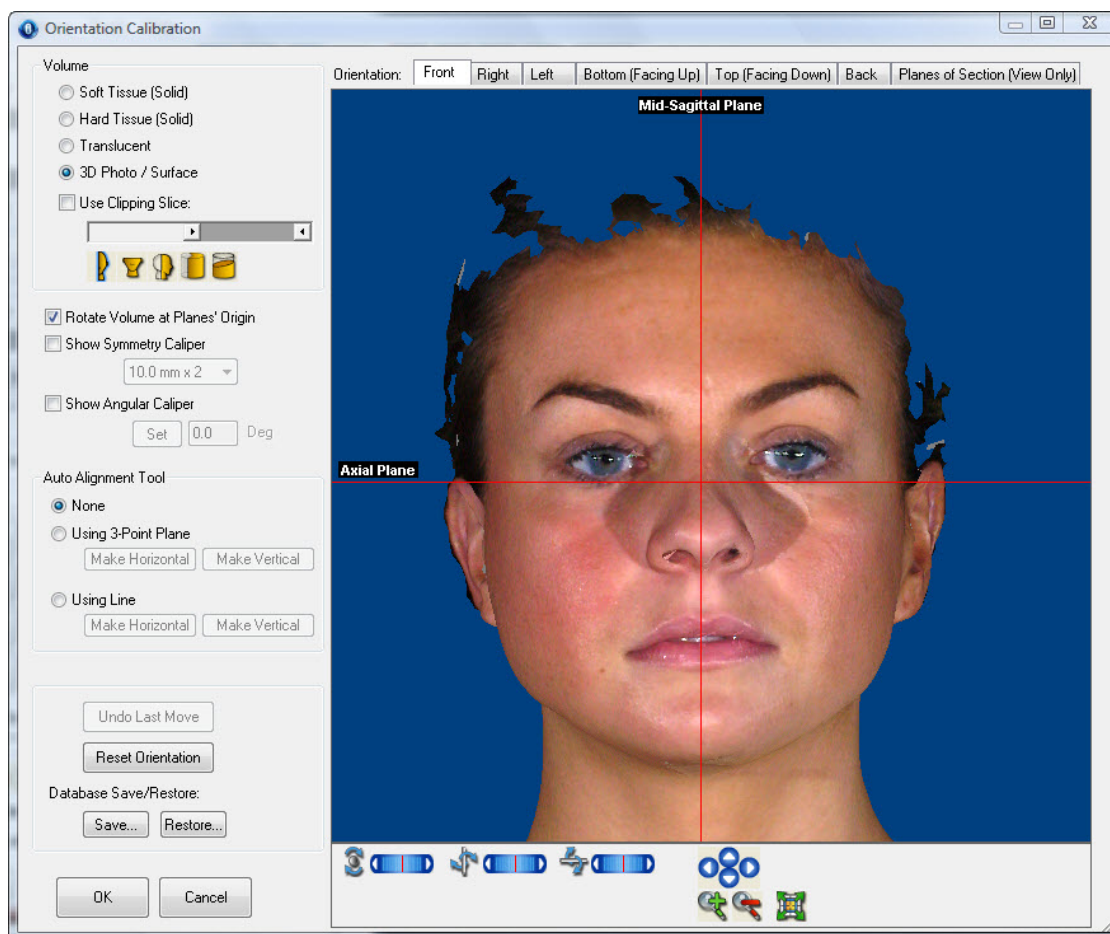 Orientation Calibration
Volume
Soft Tissue (Solid)
Hard Tissue (Solid)
Translucent
3D Photo / Surface
Use Clipping Slice:
Rotate Volume at Planes' Origin
Show Symmetry Caliper
10.0 mm x 2
Show Angular Caliper
Set 0.0 Deg
Auto Alignment Tool
None
Using 3-Point Plane
Make Horizontal Make Vertical
Using Line
Make Horizontal Make Vertical
Undo Last Move
Reset Orientation
Database Save/Restore:
Save... Restore...
OK Cancel
Orientation: Front Right Left Bottom (Facing Up) Top (Facing Down) Back Planes of Section (View Only)
Mid-Sagittal Plane
Axial Plane